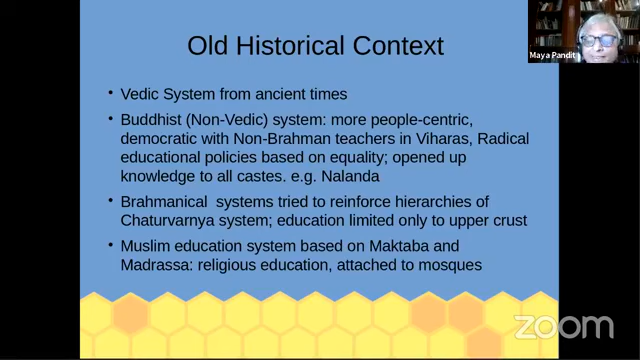 Old Historical Context
Maya Pandit
• Vedic System from ancient times
• Buddhist (Non-Vedic) system: more people-centric,
democratic with Non-Brahman teachers in Viharas, Radical
educational policies based on equality; opened up
knowledge to all castes. e.g. Nalanda
• Brahmanical systems tried to reinforce hierarchies of
Chaturvarnya system; education limited only to upper crust
• Muslim education system based on Maktaba and
Madrassa: religious education, attached to mosques
zoom